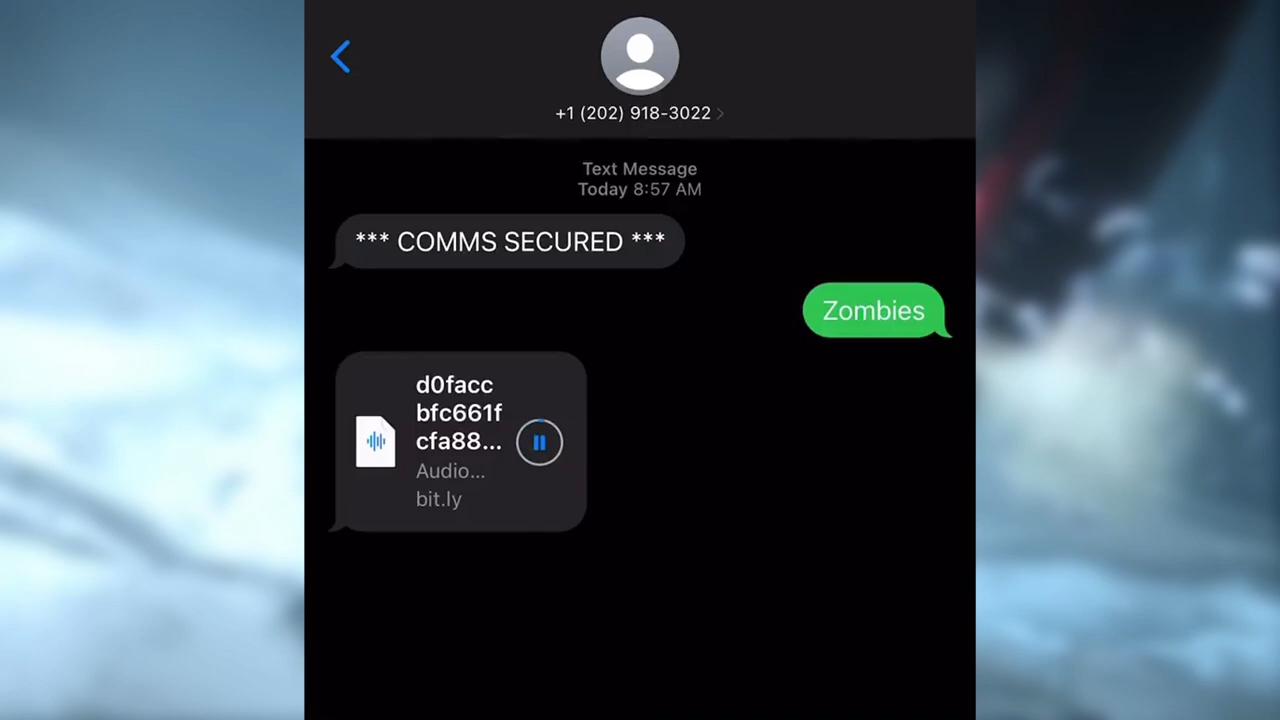 +1 (202) 918-3022
Text Message
Today 8:57 AM
*** COMMS SECURED ***
Zombies
d0facc
bfc661f
cfa88...
Audio...
bit.ly